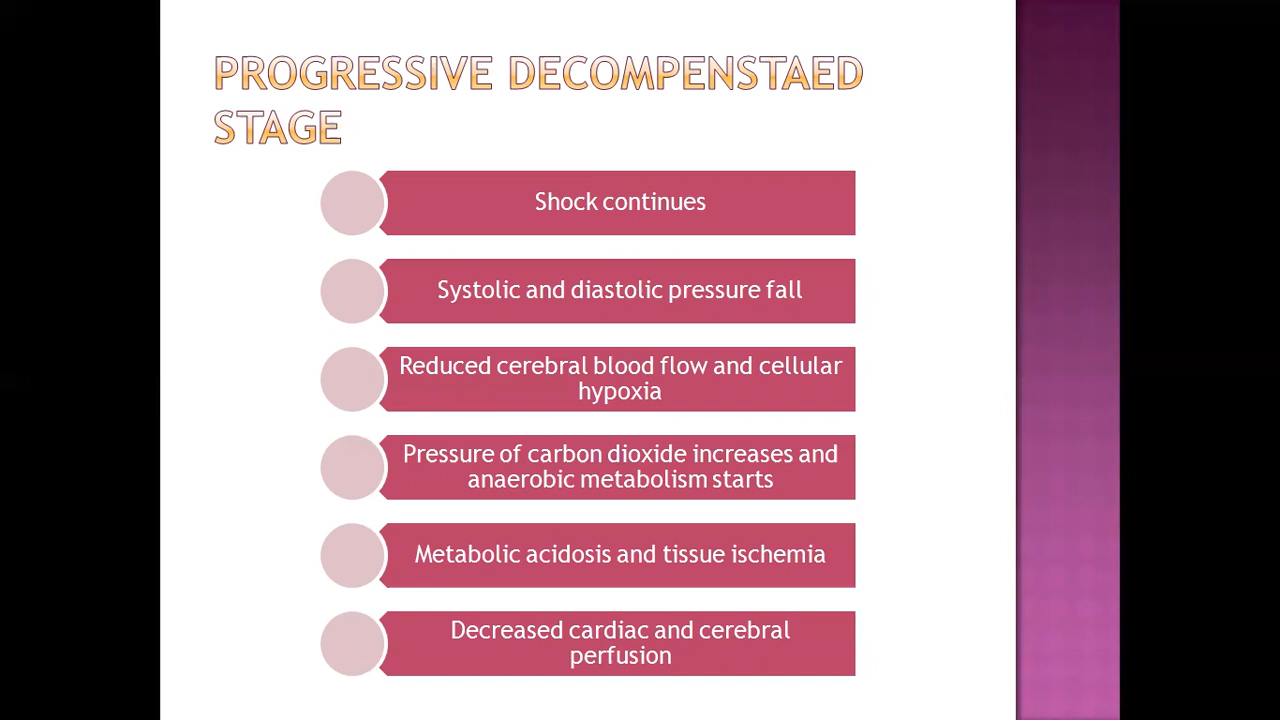 PROGRESSIVE DECOMPENSTAED
STAGE
Shock continues
Systolic and diastolic pressure fall
Reduced cerebral blood flow and cellular
hypoxia
Pressure of carbon dioxide increases and
anaerobic metabolism starts
Metabolic acidosis and tissue ischemia
Decreased cardiac and cerebral
perfusion